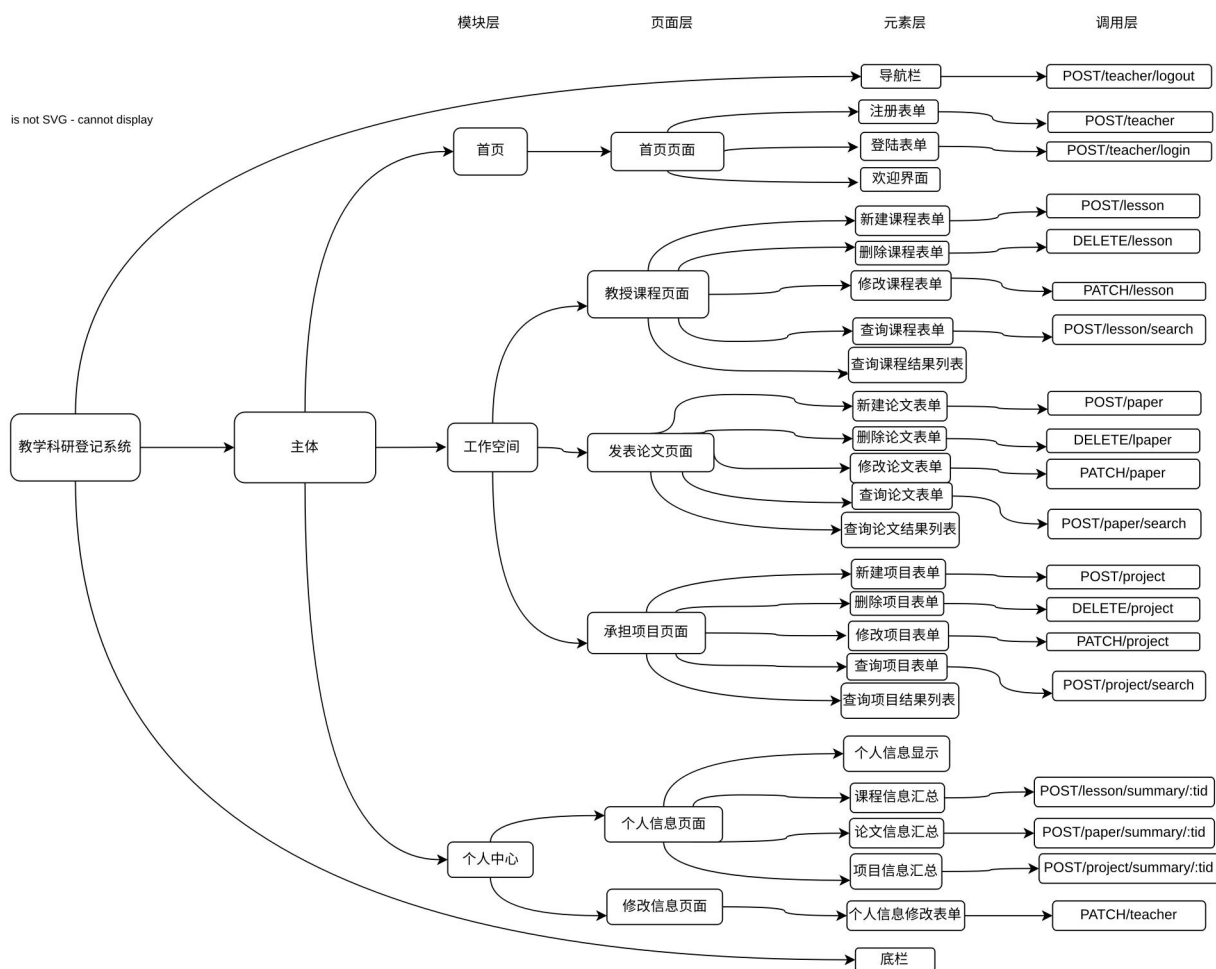 模块层
页面层
元素层
调用层
导航栏
POST/teacher/logout
is not SVG - cannot display
首页
首页页面
注册表单
POST/teacher
登陆表单
POST/teacher/login
欢迎界面
新建课程表单
POST/lesson
删除课程表单
DELETE/lesson
教授课程页面
修改课程表单
PATCH/lesson
查询课程表单
POST/lesson/search
查询课程结果列表
教学科研登记系统
主体
工作空间
新建论文表单
POST/paper
发表论文页面
删除论文表单
DELETE/lpaper
修改论文表单
PATCH/paper
查询论文表单
POST/paper/search
查询论文结果列表
新建项目表单
POST/project
删除项目表单
DELETE/project
承担项目页面
修改项目表单
PATCH/project
查询项目表单
POST/project/search
查询项目结果列表
个人信息显示
个人中心
个人信息页面
课程信息汇总
POST/lesson/summary/:tid
论文信息汇总
POST/paper/summary/:tid
项目信息汇总
POST/project/summary/:tid
修改信息页面
个人信息修改表单
PATCH/teacher
底栏